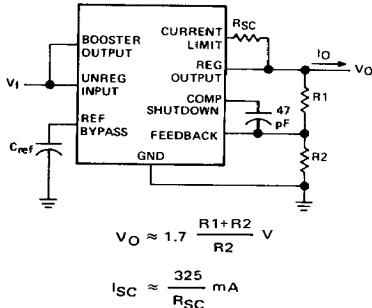 BOOSTER
OUTPUT
UNREG
INPUT
REF
BYPASS
GND
CURRENT
LIMIT
REG
OUTPUT
COMP
SHUTDOWN
FEEDBACK
RSC
IO
VO
VI
Cref
47
pF
R1
R2
VO ≈ 1.7 R1+R2 / R2 V
ISC ≈ 325 / RSC mA